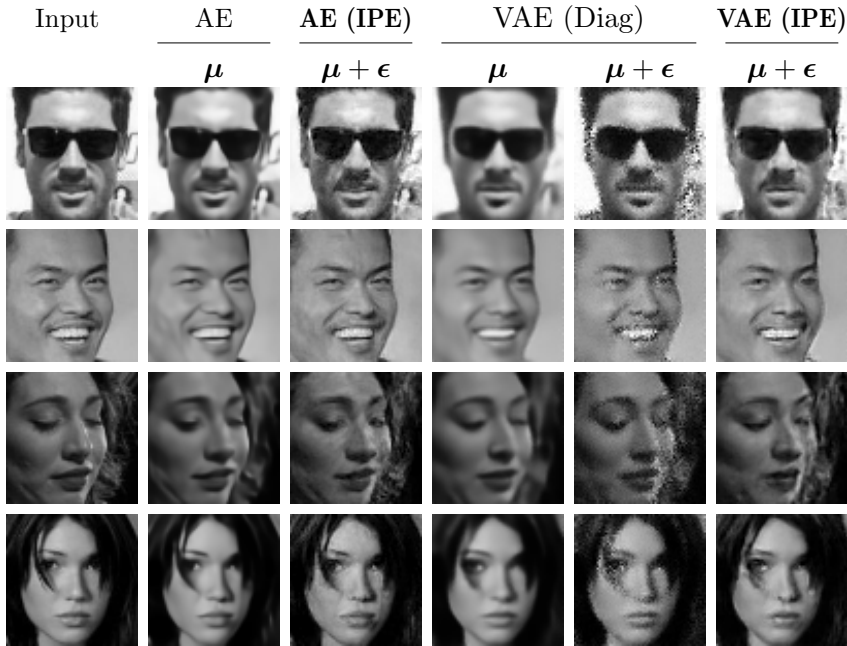 Input AE AE (IPE) VAE (Diag) VAE (IPE)
μ μ + ϵ μ μ + ϵ μ + ϵ